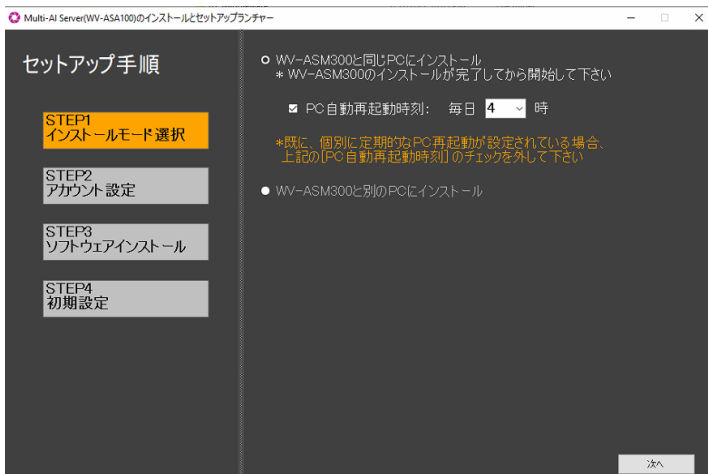 Multi-AI Server(WV-ASA100)のインストールとセットアップランチャー
セットアップ手順
STEP1
インストールモード選択
STEP2
アカウント設定
STEP3
ソフトウェアインストール
STEP4
初期設定
WV-ASM300と同じPCにインストール
* WV-ASM300のインストールが完了してから開始して下さい
PC自動再起動時刻: 毎日 4 時
*既に、個別に定期的なPC再起動が設定されている場合、
上記の[PC自動再起動時刻]のチェックを外して下さい
WV-ASM300と別のPCにインストール
次へ